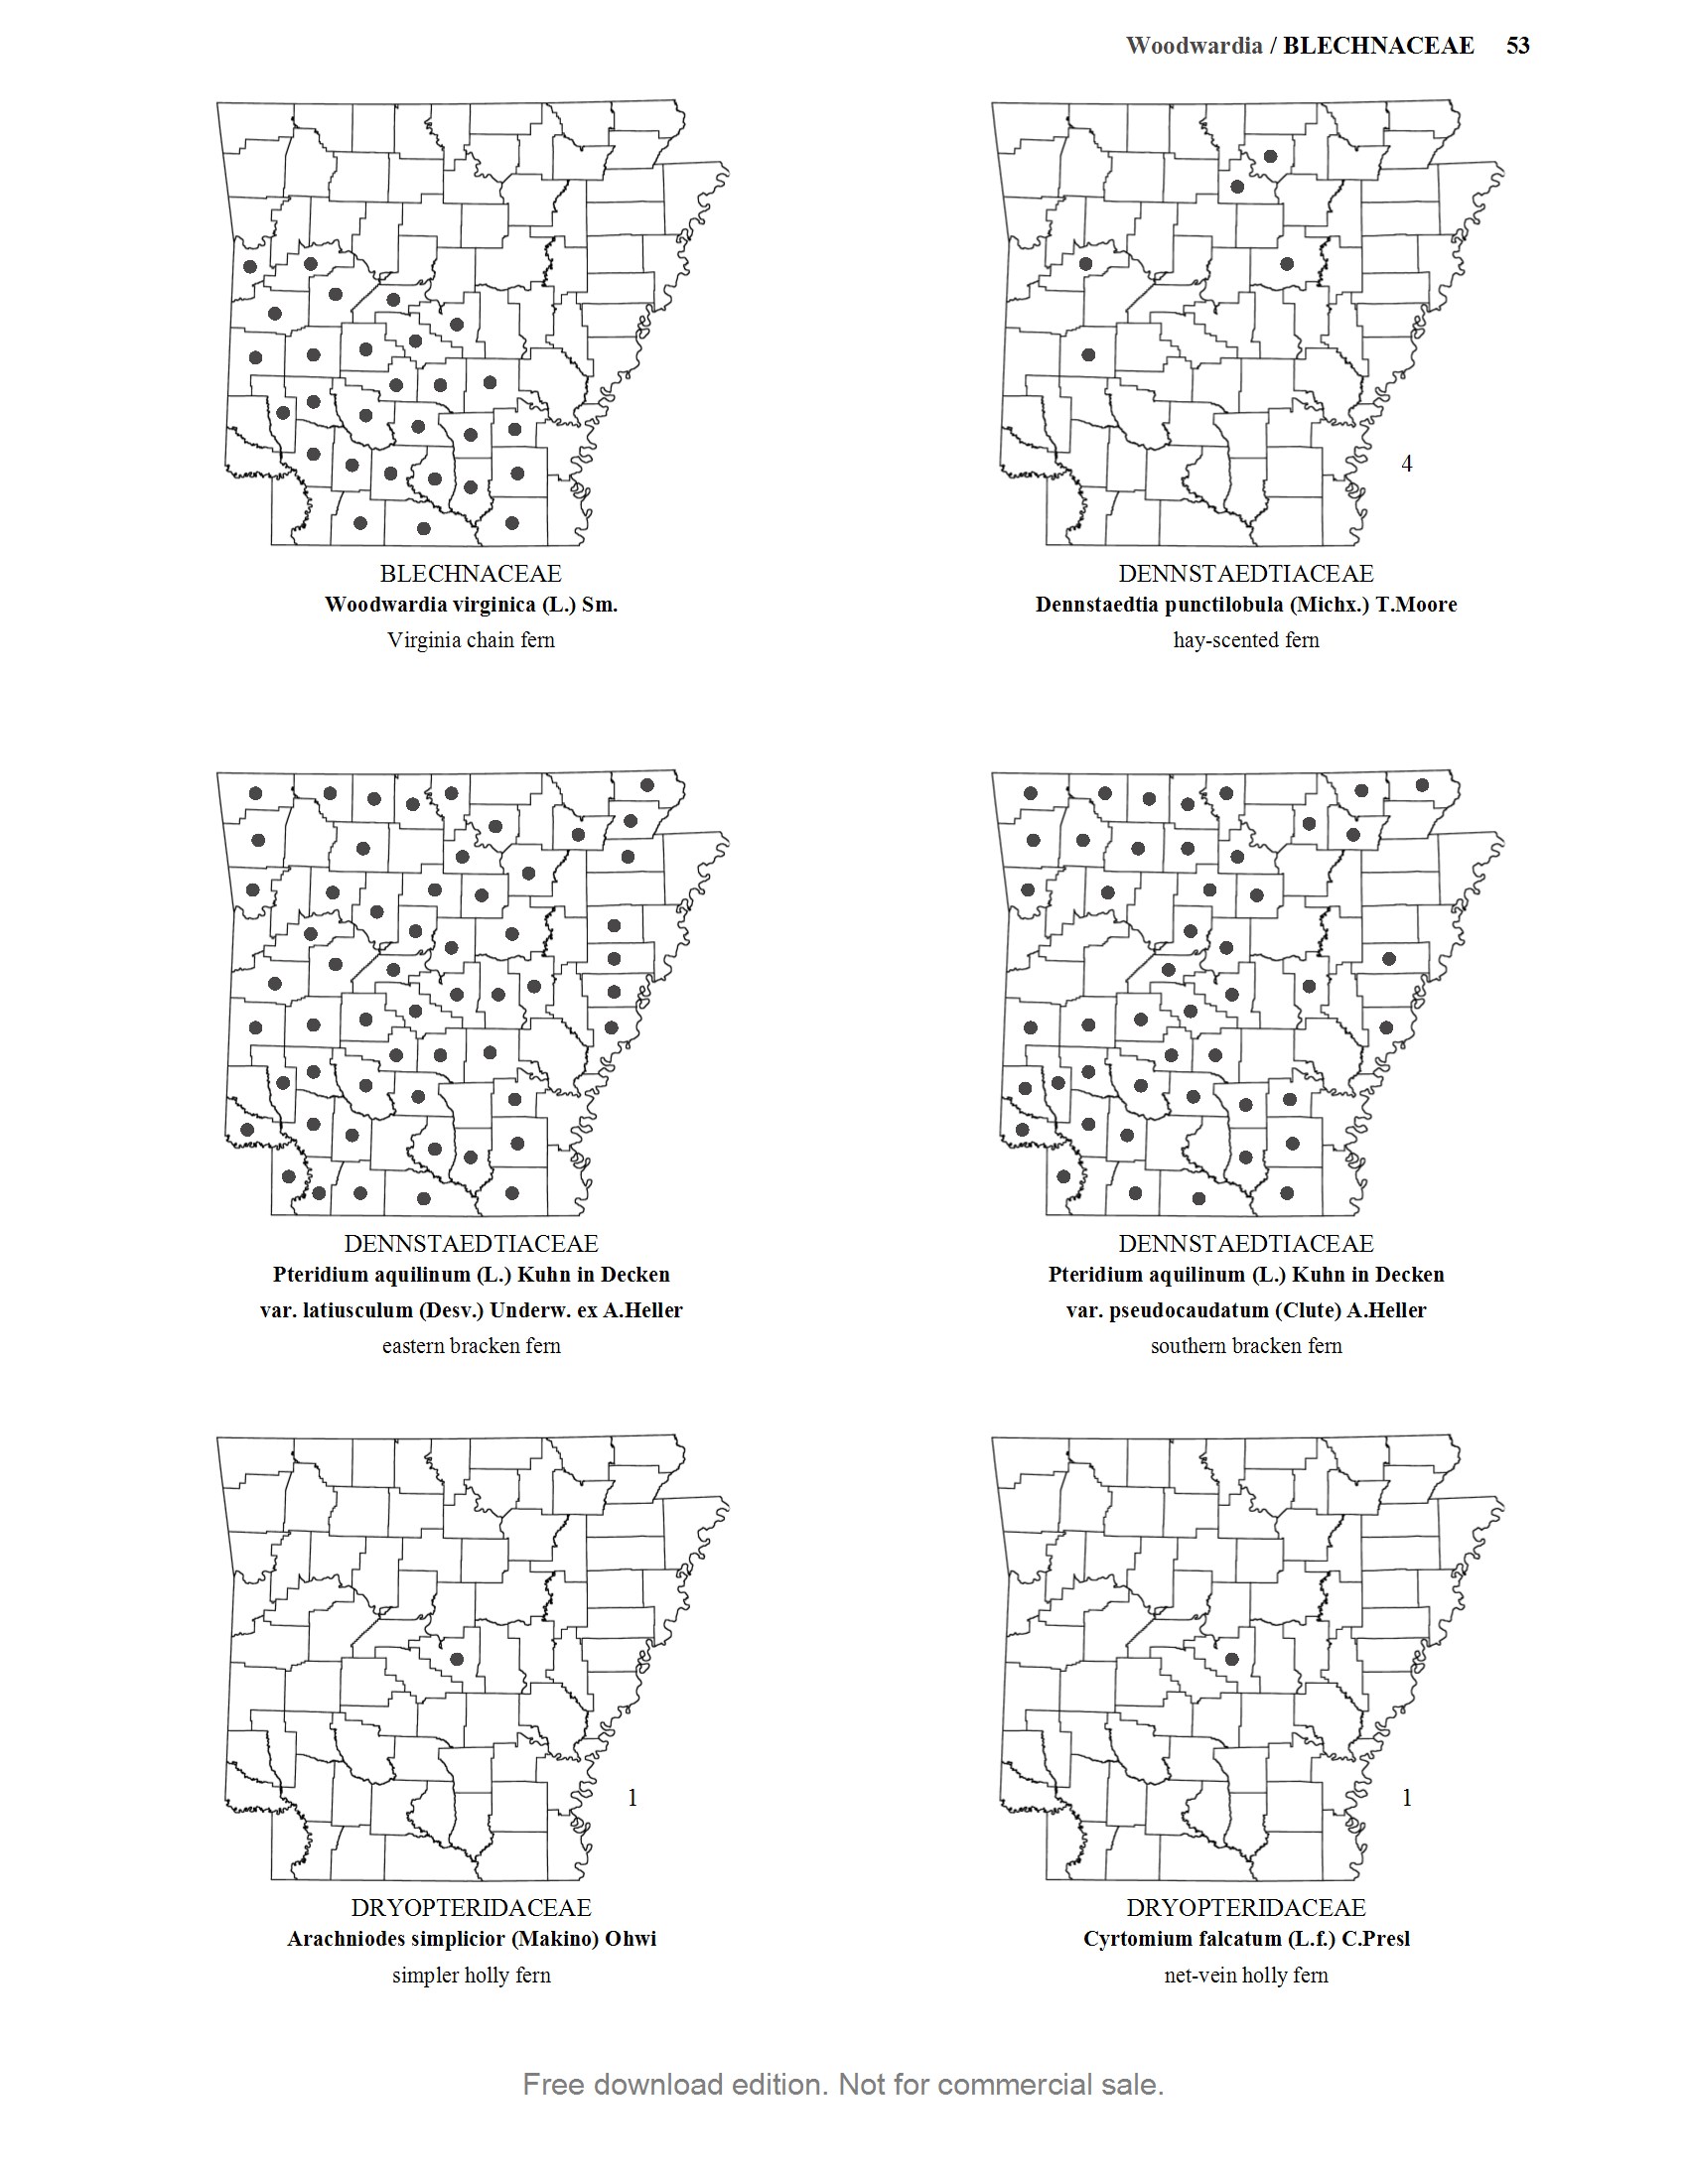 Woodwardia / BLECHNACEAE 53
BLECHNACEAE
Woodwardia virginica (L.) Sm.
Virginia chain fern
4
DENNSTAEDTIACEAE
Dennstaedtia punctilobula (Michx.) T.Moore
hay-scented fern
DENNSTAEDTIACEAE
Pteridium aquilinum (L.) Kuhn in Decken
var. latiusculum (Desv.) Underw. ex A.Heller
eastern bracken fern
DENNSTAEDTIACEAE
Pteridium aquilinum (L.) Kuhn in Decken
var. pseudocaudatum (Clute) A.Heller
southern bracken fern
1
DRYOPTERIDACEAE
Arachniodes simplicior (Makino) Ohwi
simpler holly fern
1
DRYOPTERIDACEAE
Cyrtomium falcatum (L.f.) C.Presl
net-vein holly fern
Free download edition. Not for commercial sale.